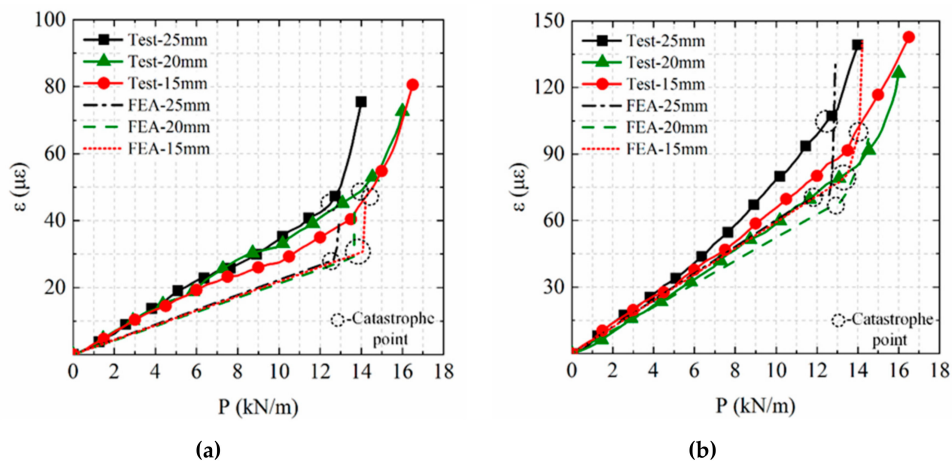 100
80
60
40
20
0
ε (με)
Test-25mm
Test-20mm
Test-15mm
FEA-25mm
FEA-20mm
FEA-15mm
-Catastrophe
point
0 2 4 6 8 10 12 14 16 18
P (kN/m)
(a)
150
120
90
60
30
ε (με)
Test-25mm
Test-20mm
Test-15mm
FEA-25mm
FEA-20mm
FEA-15mm
-Catastrophe
point
0 2 4 6 8 10 12 14 16 18
P (kN/m)
(b)